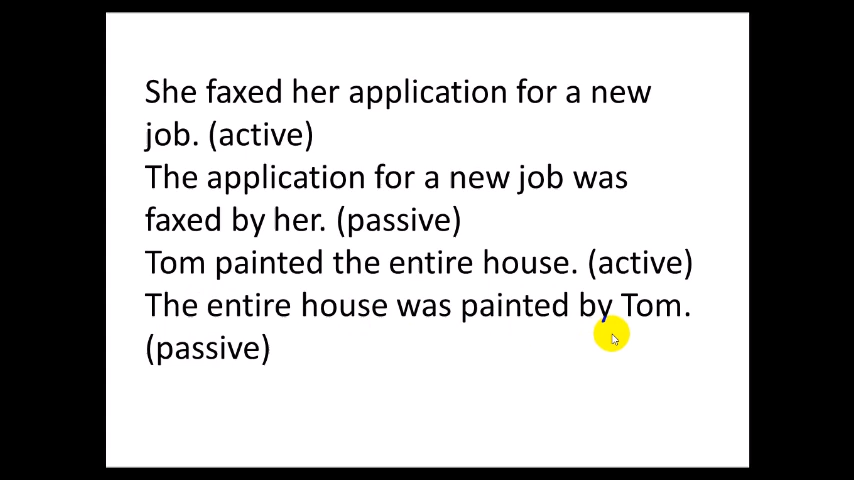 She faxed her application for a new
job. (active)
The application for a new job was
faxed by her. (passive)
Tom painted the entire house. (active)
The entire house was painted by Tom.
(passive)